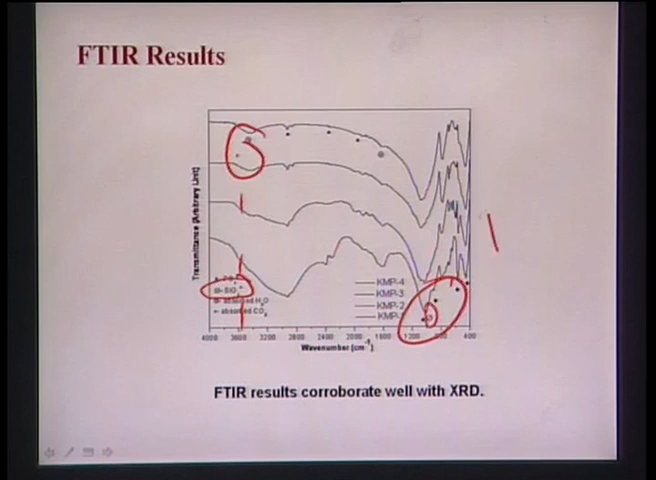 FTIR Results
Transmittance (Arbitrary Unit)
KMP-4
KMP-3
KMP-2
absorbed H2O
absorbed CO2
4000 3600 3200 2800 2400 2000 1600 1200 800 400
Wavenumber (cm-1)
FTIR results corroborate well with XRD.